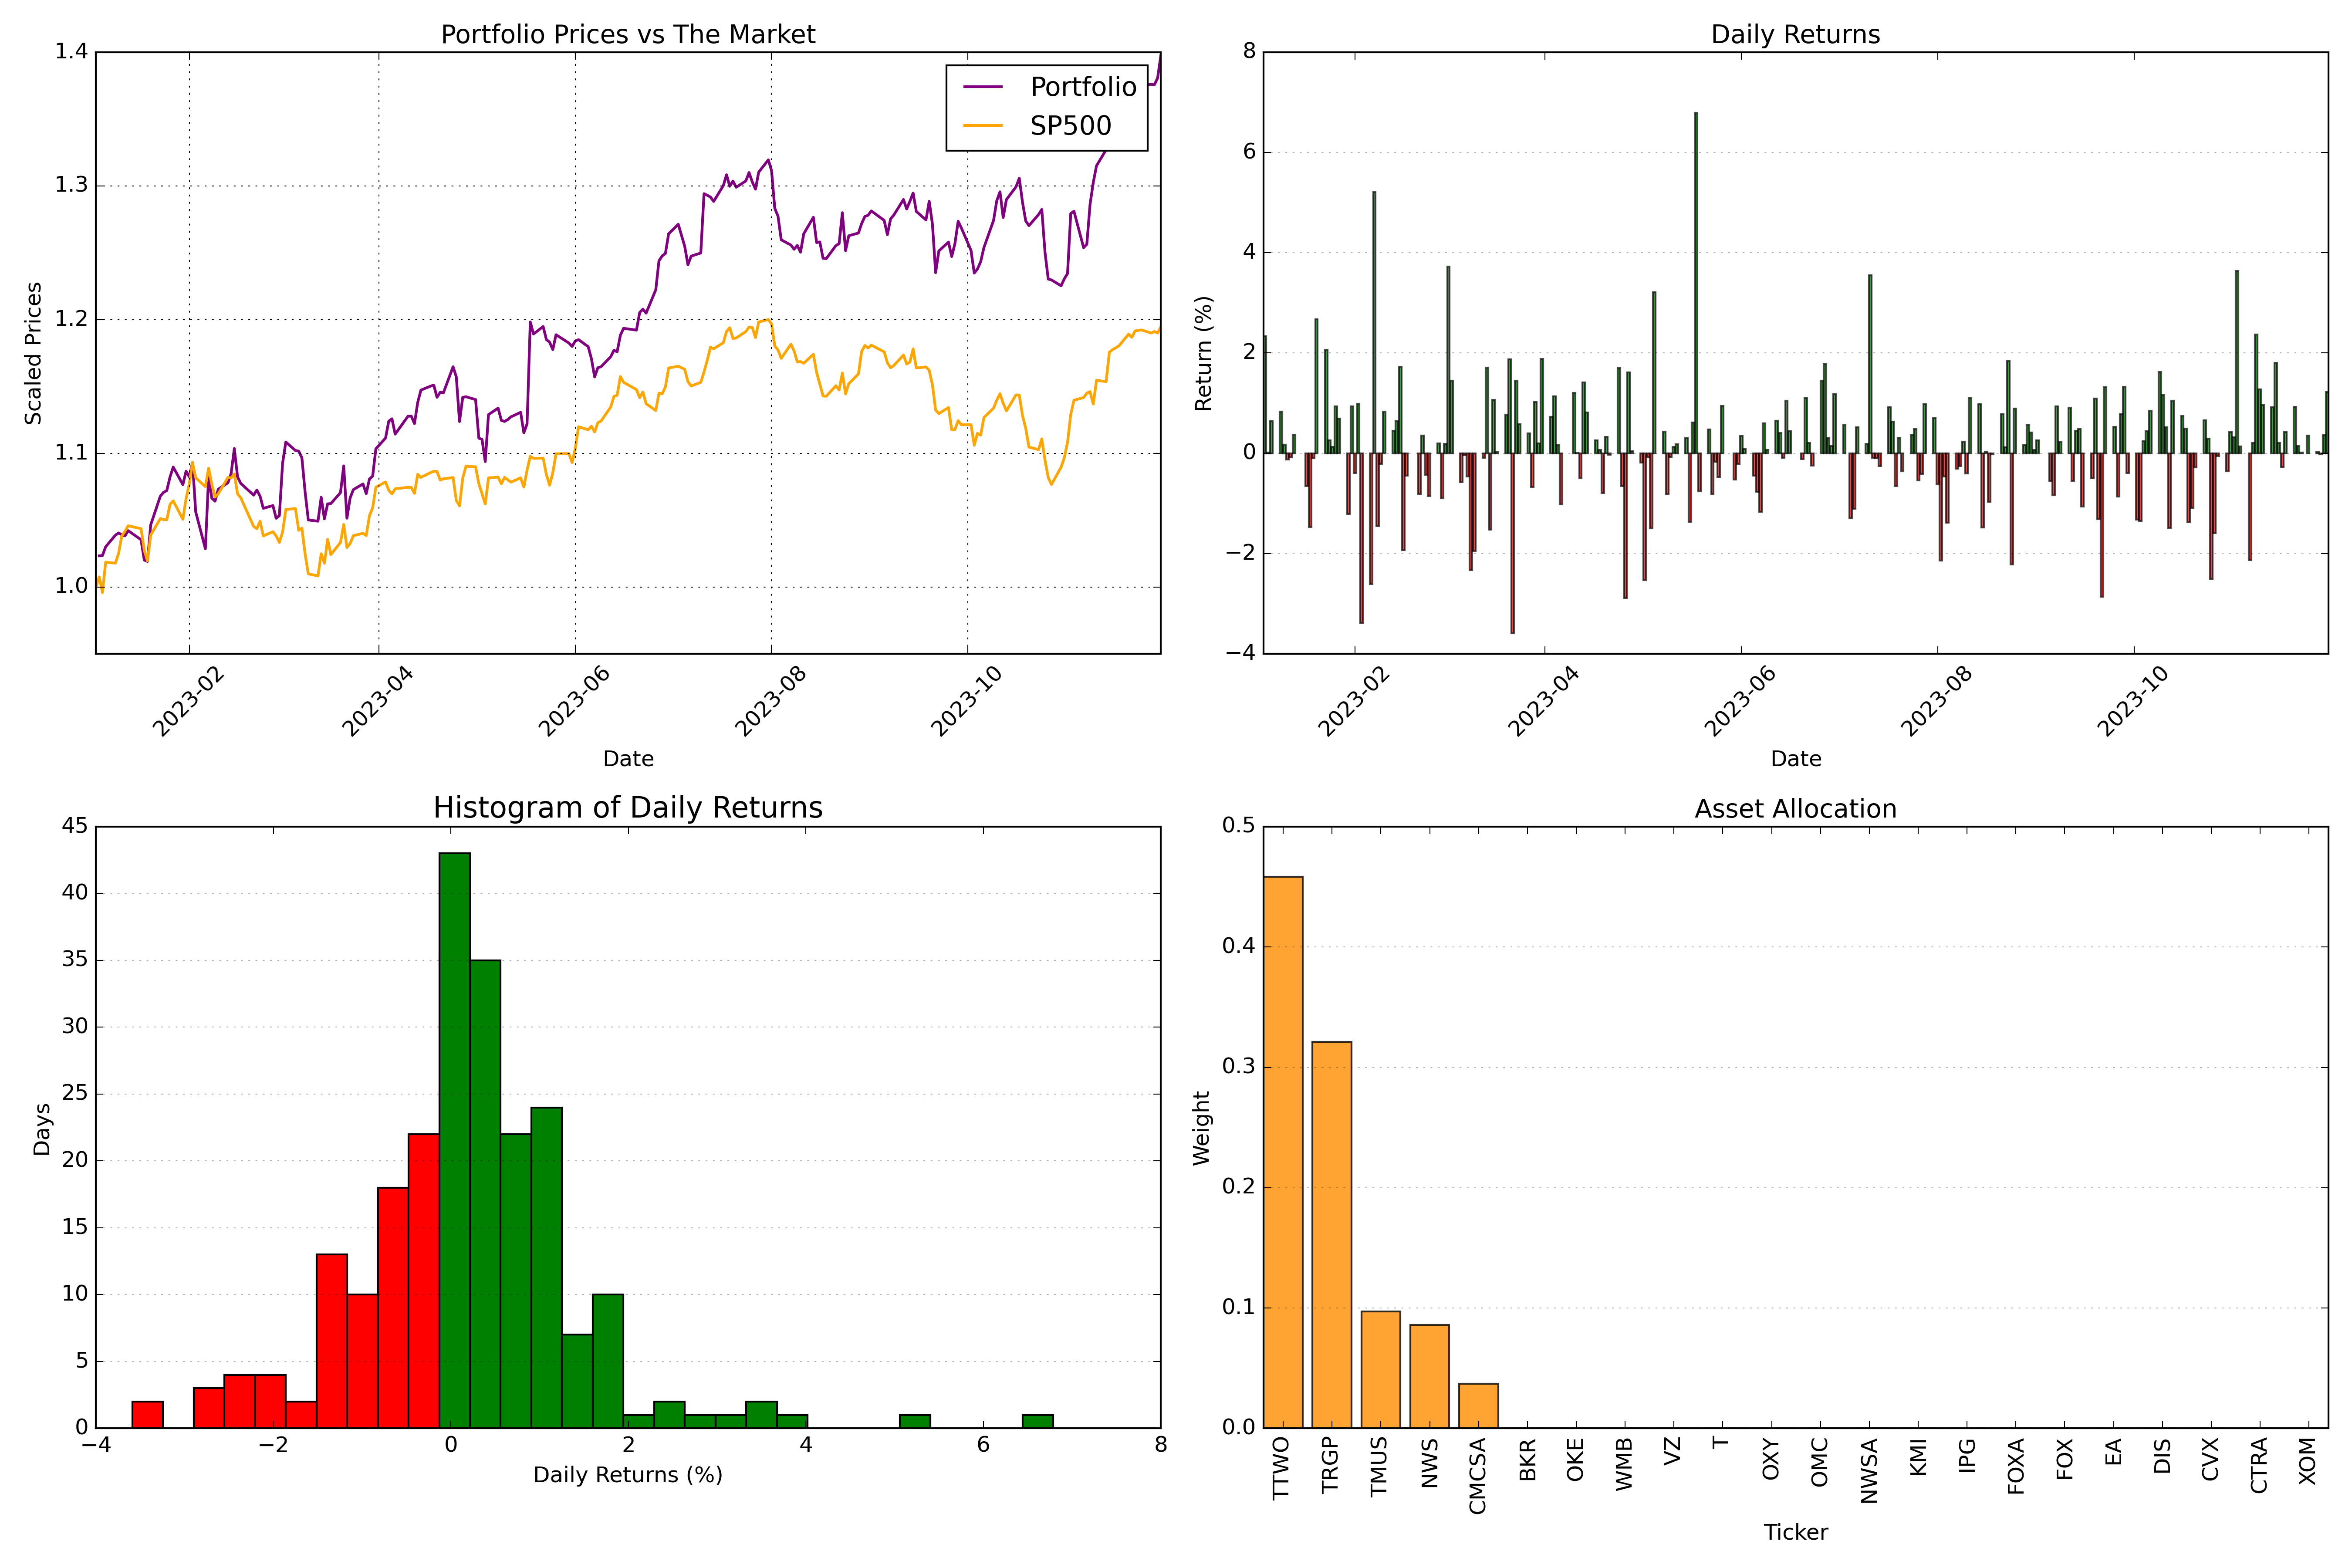 Portfolio Prices vs The Market
1.4
1.3
1.2
1.1
1.0
Scaled Prices
Portfolio
SP500
2023-02 2023-04 2023-06 2023-08 2023-10
Date
Daily Returns
8
6
4
2
0
−2
−4
Return (%)
2023-02 2023-04 2023-06 2023-08 2023-10
Date
Histogram of Daily Returns
45
40
35
30
25
20
15
10
5
0
Days
−4 −2 0 2 4 6 8
Daily Returns (%)
Asset Allocation
0.5
0.4
0.3
0.2
0.1
0.0
Weight
TTWO TRGP TMUS NWS CMCSA BKR OKE WMB VZ T OXY OMC NWSA KMI IPG FOXA FOX EA DIS CVX CTRA XOM
Ticker